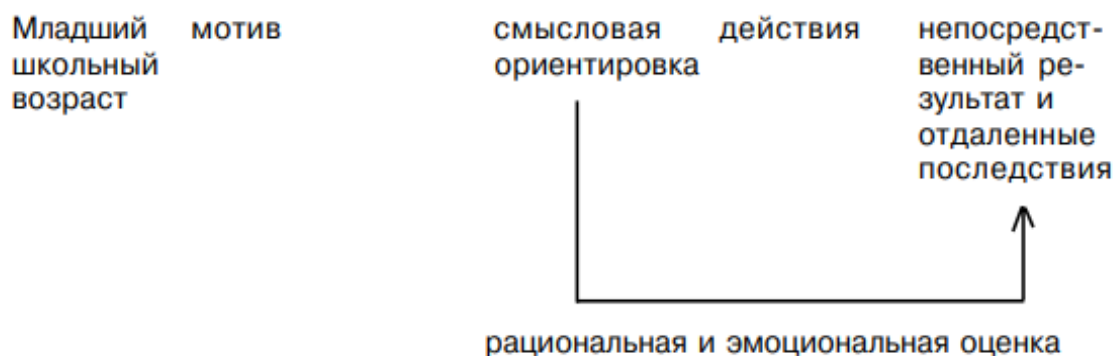 Младший мотив смысловая действия непосредст-
школьный ориентировка венный ре-
возраст зультат и
отдаленные
последствия
рациональная и эмоциональная оценка